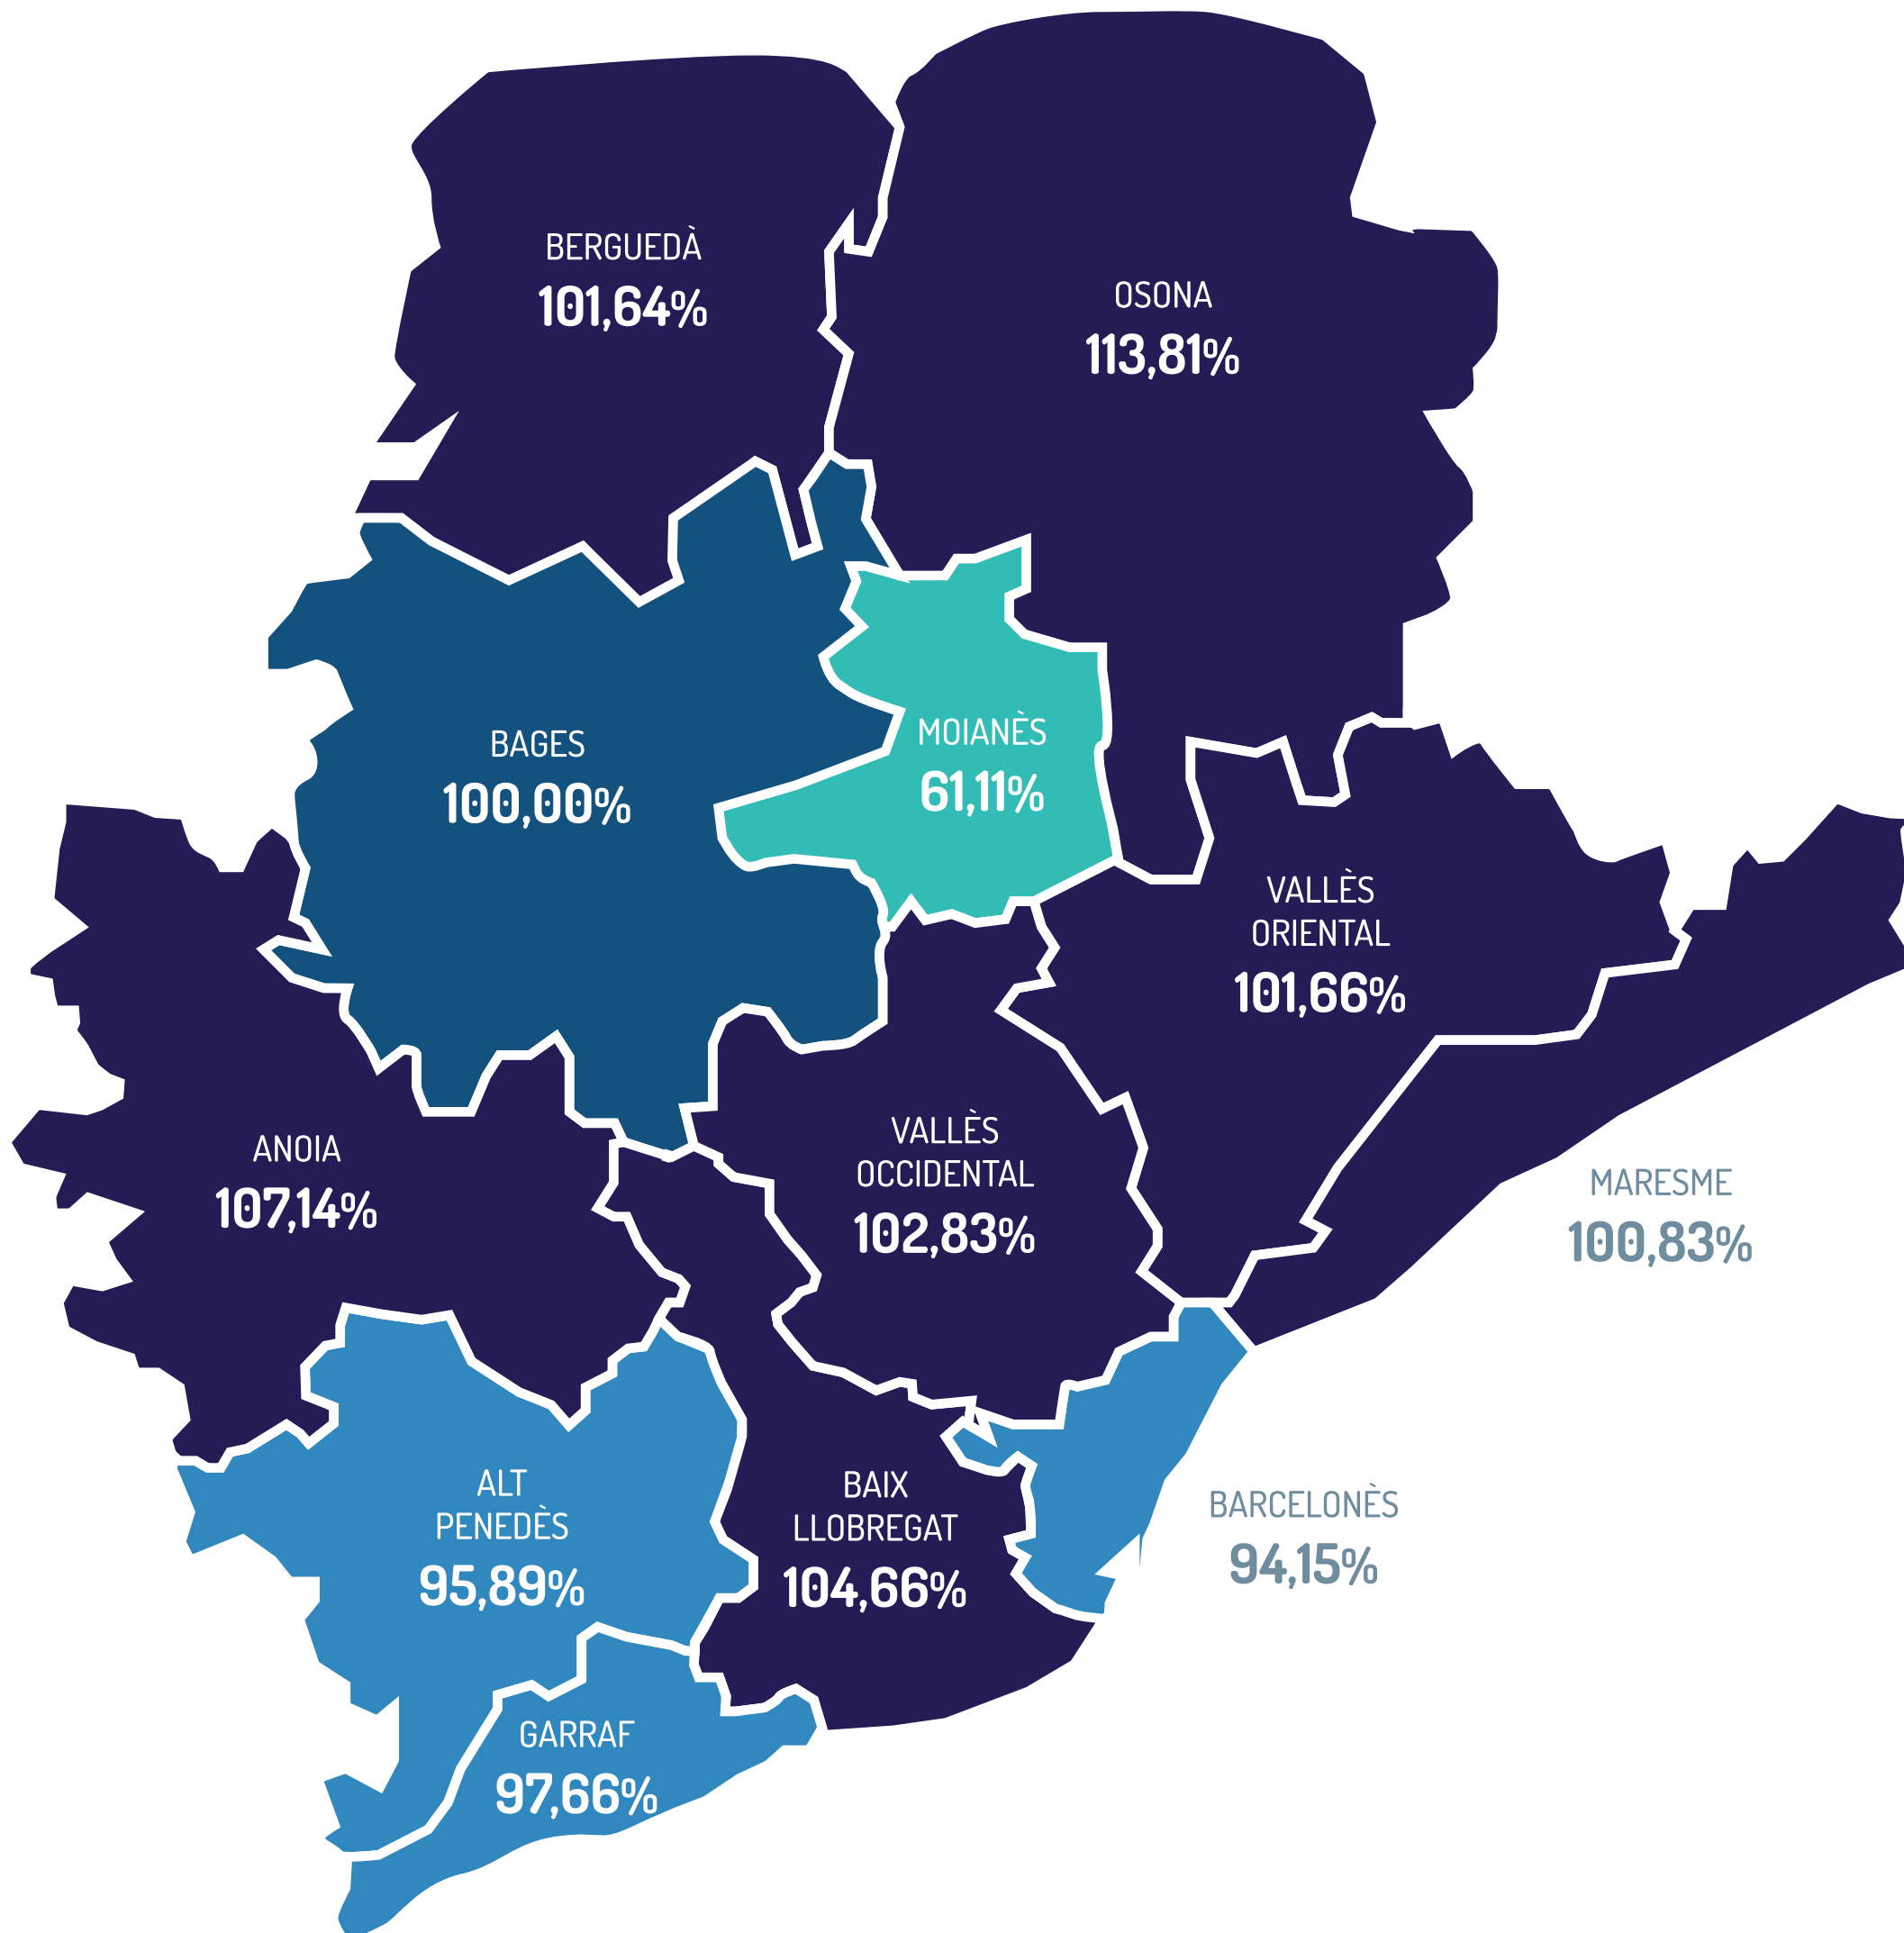 BERGUEDÀ
101,64%
OSONA
113,81%
BAGES
100,00%
MOIANÈS
61,11%
VALLÈS
ORIENTAL
101,66%
ANOIA
107,14%
VALLÈS
OCCIDENTAL
102,83%
MARESME
100,83%
ALT
PENEDÈS
95,89%
BAIX
LLOBREGAT
104,66%
BARCELONÈS
94,15%
GARRAF
97,66%